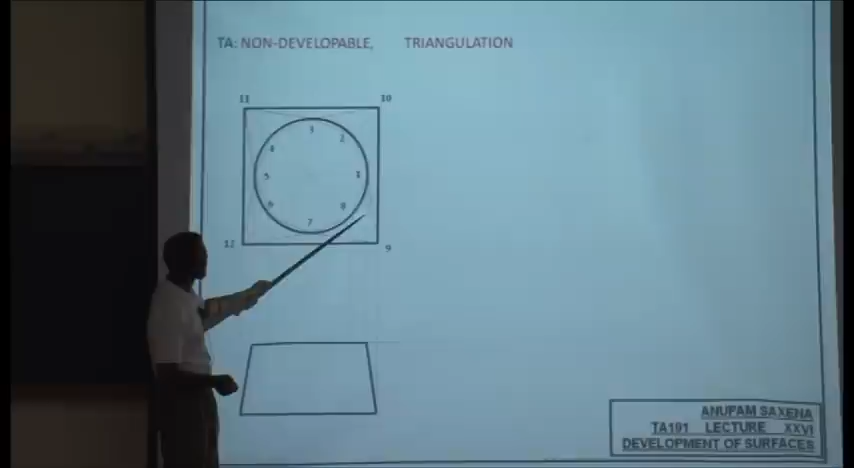 TA: NON-DEVELOPABLE, TRIANGULATION
11 10
3
4 2
5 1
6 8
7
12 9
ANUPAM SAXENA
TA101 LECTURE XXVI
DEVELOPMENT OF SURFACES